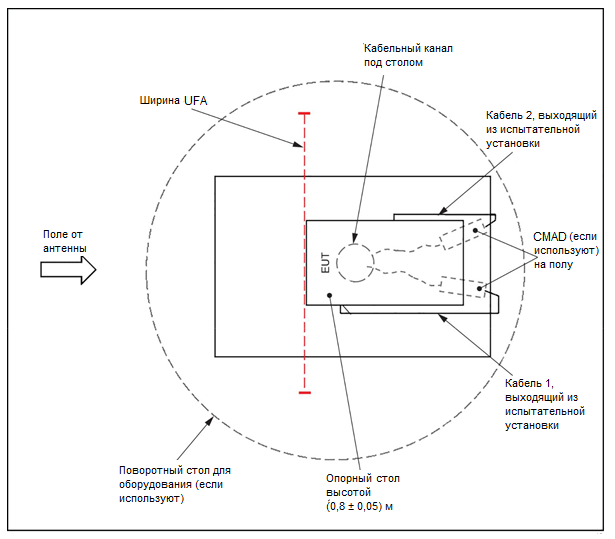 Кабельный канал
под столом
Ширина UFA
Кабель 2, выходящий
из испытательной
установки
Поле от
антенны
CMAD (если
используют)
на полу
EUT
Кабель 1,
выходящий из
испытательной
установки
Поворотный стол для
оборудования (если
используют)
Опорный стол
высотой
(0,8 ± 0,05) м